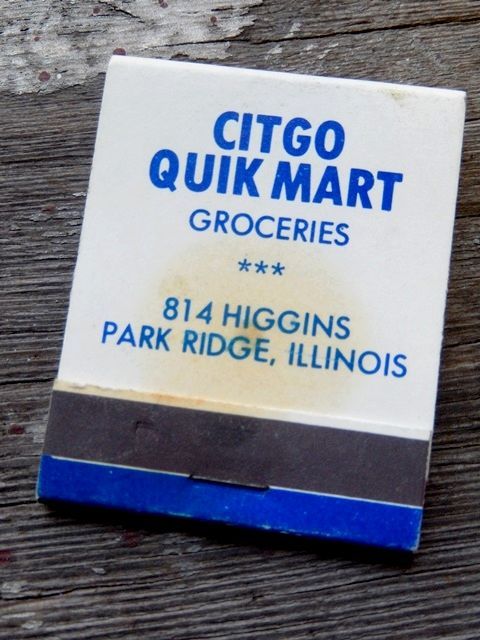 CITGO
QUIK MART
GROCERIES
***
814 HIGGINS
PARK RIDGE, ILLINOIS